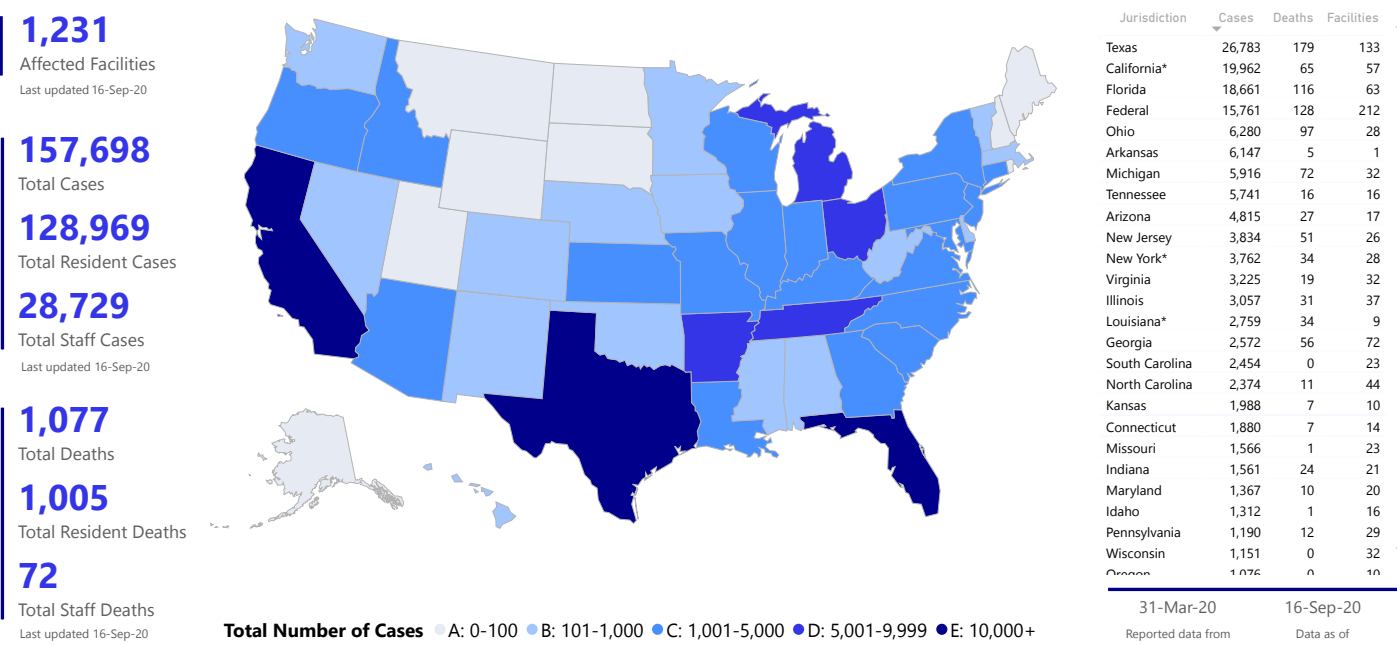 1,231
Affected Facilities
Last updated 16-Sep-20
157,698
Total Cases
128,969
Total Resident Cases
28,729
Total Staff Cases
Last updated 16-Sep-20
1,077
Total Deaths
1,005
Total Resident Deaths
72
Total Staff Deaths
Last updated 16-Sep-20
Total Number of Cases A: 0-100 B: 101-1,000 C: 1,001-5,000 D: 5,001-9,999 E: 10,000+
Jurisdiction Cases Deaths Facilities
Texas 26,783 179 133
California* 19,962 65 57
Florida 18,661 116 63
Federal 15,761 128 212
Ohio 6,280 97 28
Arkansas 6,147 5 1
Michigan 5,916 72 32
Tennessee 5,741 16 16
Arizona 4,815 27 17
New Jersey 3,834 51 26
New York* 3,762 34 28
Virginia 3,225 19 32
Illinois 3,057 31 37
Louisiana* 2,759 34 9
Georgia 2,572 56 72
South Carolina 2,454 0 23
North Carolina 2,374 11 44
Kansas 1,988 7 10
Connecticut 1,880 7 14
Missouri 1,566 1 23
Indiana 1,561 24 21
Maryland 1,367 10 20
Idaho 1,312 1 16
Pennsylvania 1,190 12 29
Wisconsin 1,151 0 32
Oregon 1,076 0 10
31-Mar-20 16-Sep-20
Reported data from Data as of